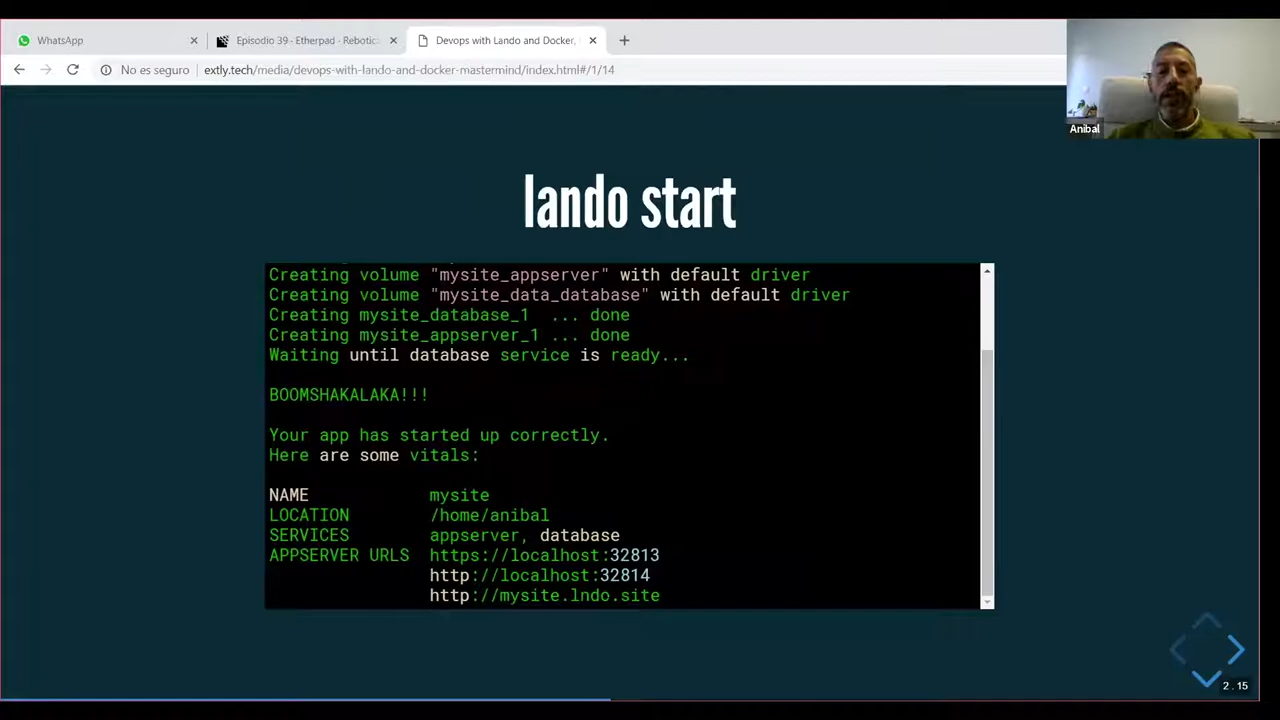 WhatsApp
Episodio 39 - Etherpad - Robotica
Devops with Lando and Docker,
No es seguro
extly.tech/media/devops-with-lando-and-docker-mastermind/index.html#/1/14
Anibal
lando start
Creating volume "mysite_appserver" with default driver
Creating volume "mysite_data_database" with default driver
Creating mysite_database_1 ... done
Creating mysite_appserver_1 ... done
Waiting until database service is ready...
BOOMSHAKALAKA!!!
Your app has started up correctly.
Here are some vitals:
NAME mysite
LOCATION /home/anibal
SERVICES appserver, database
APPSERVER URLS https://localhost:32813
http://localhost:32814
http://mysite.lndo.site
2.15